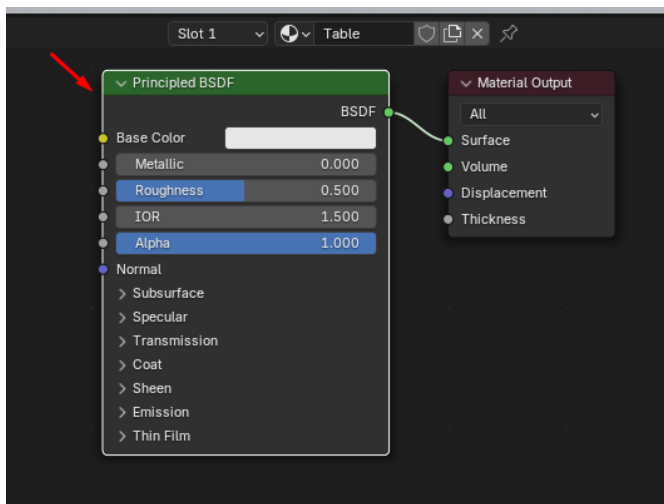 Slot 1
Table
Principled BSDF
BSDF
Base Color
Metallic 0.000
Roughness 0.500
IOR 1.500
Alpha 1.000
Normal
Subsurface
Specular
Transmission
Coat
Sheen
Emission
Thin Film
Material Output
All
Surface
Volume
Displacement
Thickness